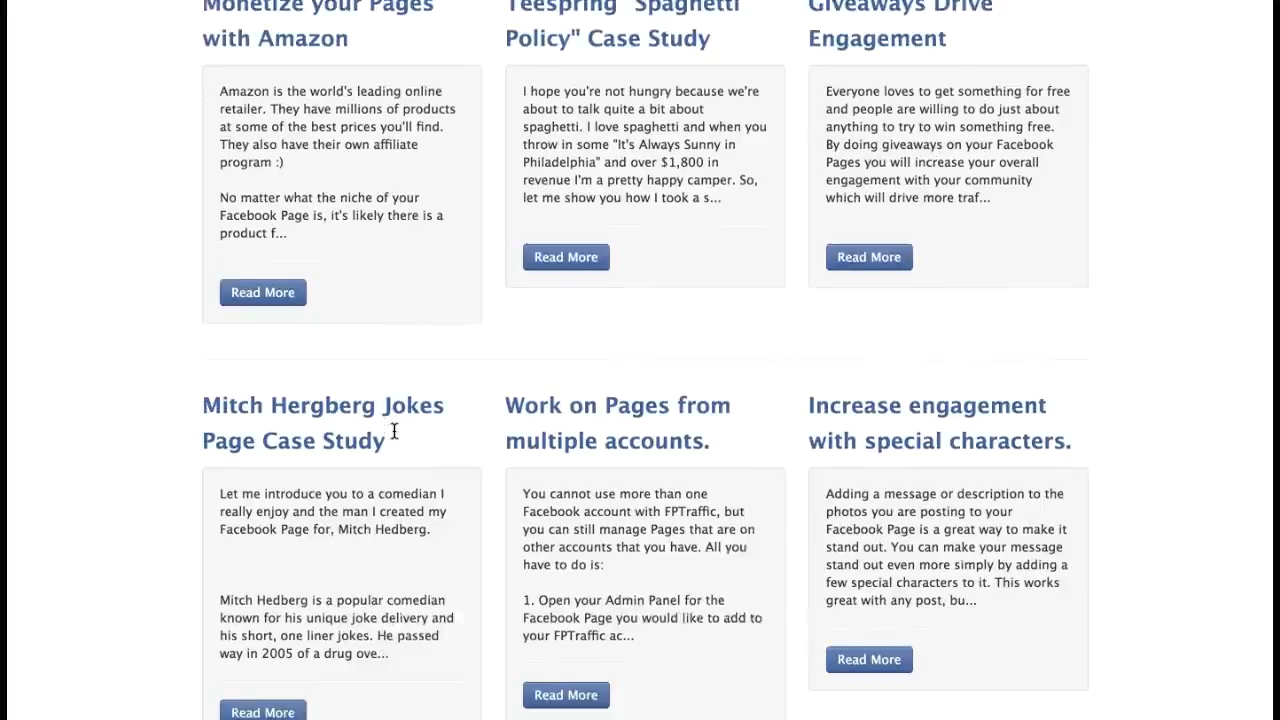 Monetize your Pages
with Amazon
Amazon is the world's leading online
retailer. They have millions of products
at some of the best prices you'll find.
They also have their own affiliate
program :)
No matter what the niche of your
Facebook Page is, it's likely there is a
product f...
Read More
Teespring "Spaghetti
Policy" Case Study
I hope you're not hungry because we're
about to talk quite a bit about
spaghetti. I love spaghetti and when you
throw in some "It's Always Sunny in
Philadelphia" and over $1,800 in
revenue I'm a pretty happy camper. So,
let me show you how I took a s...
Read More
Giveaways Drive
Engagement
Everyone loves to get something for free
and people are willing to do just about
anything to try to win something free.
By doing giveaways on your Facebook
Pages you will increase your overall
engagement with your community
which will drive more traf...
Read More
Mitch Hergberg Jokes
Page Case Study
Let me introduce you to a comedian I
really enjoy and the man I created my
Facebook Page for, Mitch Hedberg.
Mitch Hedberg is a popular comedian
known for his unique joke delivery and
his short, one liner jokes. He passed
way in 2005 of a drug ove...
Read More
Work on Pages from
multiple accounts.
You cannot use more than one
Facebook account with FPTraffic, but
you can still manage Pages that are on
other accounts that you have. All you
have to do is:
1. Open your Admin Panel for the
Facebook Page you would like to add to
your FPTraffic ac...
Read More
Increase engagement
with special characters.
Adding a message or description to the
photos you are posting to your
Facebook Page is a great way to make it
stand out. You can make your message
stand out even more simply by adding a
few special characters to it. This works
great with any post, bu...
Read More